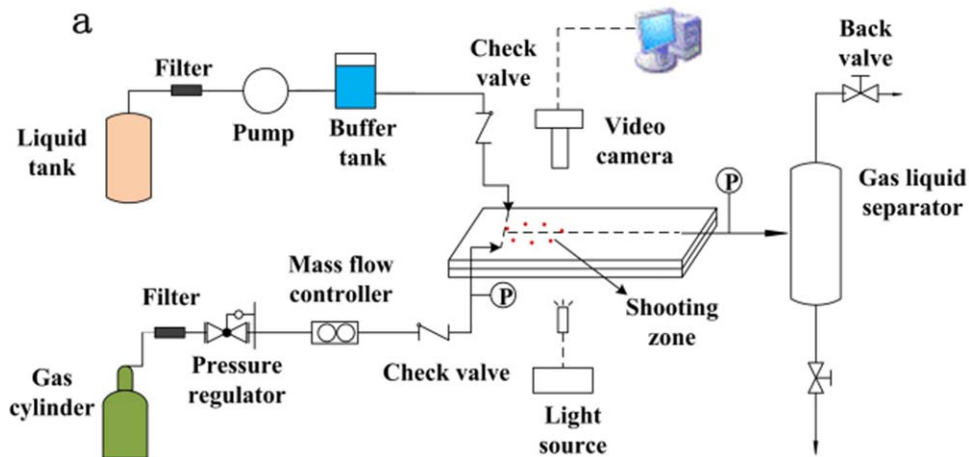 a
Filter
Pump
Buffer
tank
Liquid
tank
Check
valve
Video
camera
Back
valve
P
Gas liquid
separator
Mass flow
controller
P
Shooting
zone
Filter
Pressure
regulator
Check valve
Gas
cylinder
Light
source